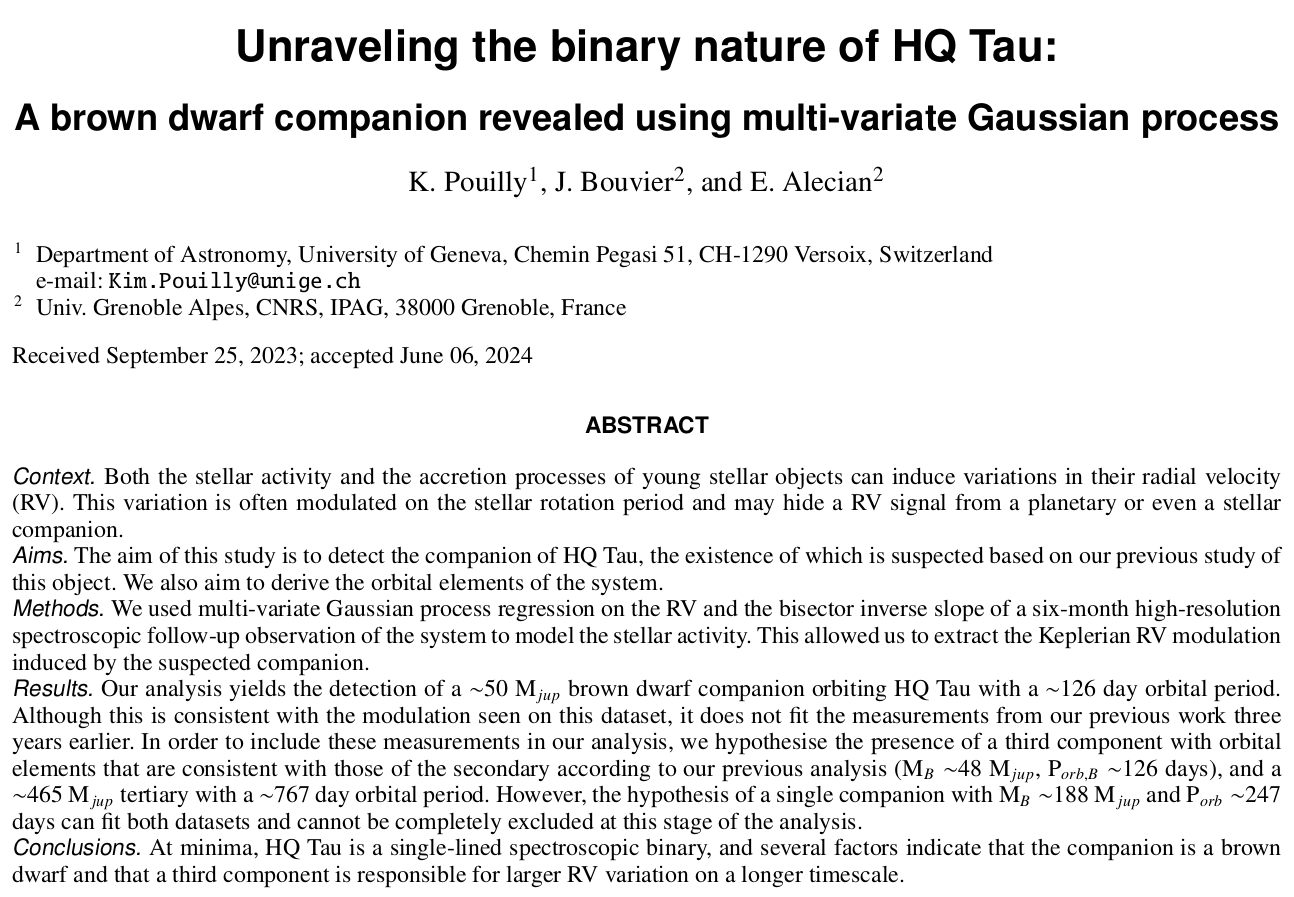 Unraveling the binary nature of HQ Tau:
A brown dwarf companion revealed using multi-variate Gaussian process
K. Pouilly¹, J. Bouvier², and E. Alecian²
¹ Department of Astronomy, University of Geneva, Chemin Pegasi 51, CH-1290 Versoix, Switzerland
e-mail: Kim.Pouilly@unige.ch
² Univ. Grenoble Alpes, CNRS, IPAG, 38000 Grenoble, France
Received September 25, 2023; accepted June 06, 2024
ABSTRACT
Context. Both the stellar activity and the accretion processes of young stellar objects can induce variations in their radial velocity
(RV). This variation is often modulated on the stellar rotation period and may hide a RV signal from a planetary or even a stellar
companion.
Aims. The aim of this study is to detect the companion of HQ Tau, the existence of which is suspected based on our previous study of
this object. We also aim to derive the orbital elements of the system.
Methods. We used multi-variate Gaussian process regression on the RV and the bisector inverse slope of a six-month high-resolution
spectroscopic follow-up observation of the system to model the stellar activity. This allowed us to extract the Keplerian RV modulation
induced by the suspected companion.
Results. Our analysis yields the detection of a ~50 M_jup brown dwarf companion orbiting HQ Tau with a ~126 day orbital period.
Although this is consistent with the modulation seen on this dataset, it does not fit the measurements from our previous work three
years earlier. In order to include these measurements in our analysis, we hypothesise the presence of a third component with orbital
elements that are consistent with those of the secondary according to our previous analysis (M_B ~48 M_jup, P_orb,B ~126 days), and a
~465 M_jup tertiary with a ~767 day orbital period. However, the hypothesis of a single companion with M_B ~188 M_jup and P_orb ~247
days can fit both datasets and cannot be completely excluded at this stage of the analysis.
Conclusions. At minima, HQ Tau is a single-lined spectroscopic binary, and several factors indicate that the companion is a brown
dwarf and that a third component is responsible for larger RV variation on a longer timescale.